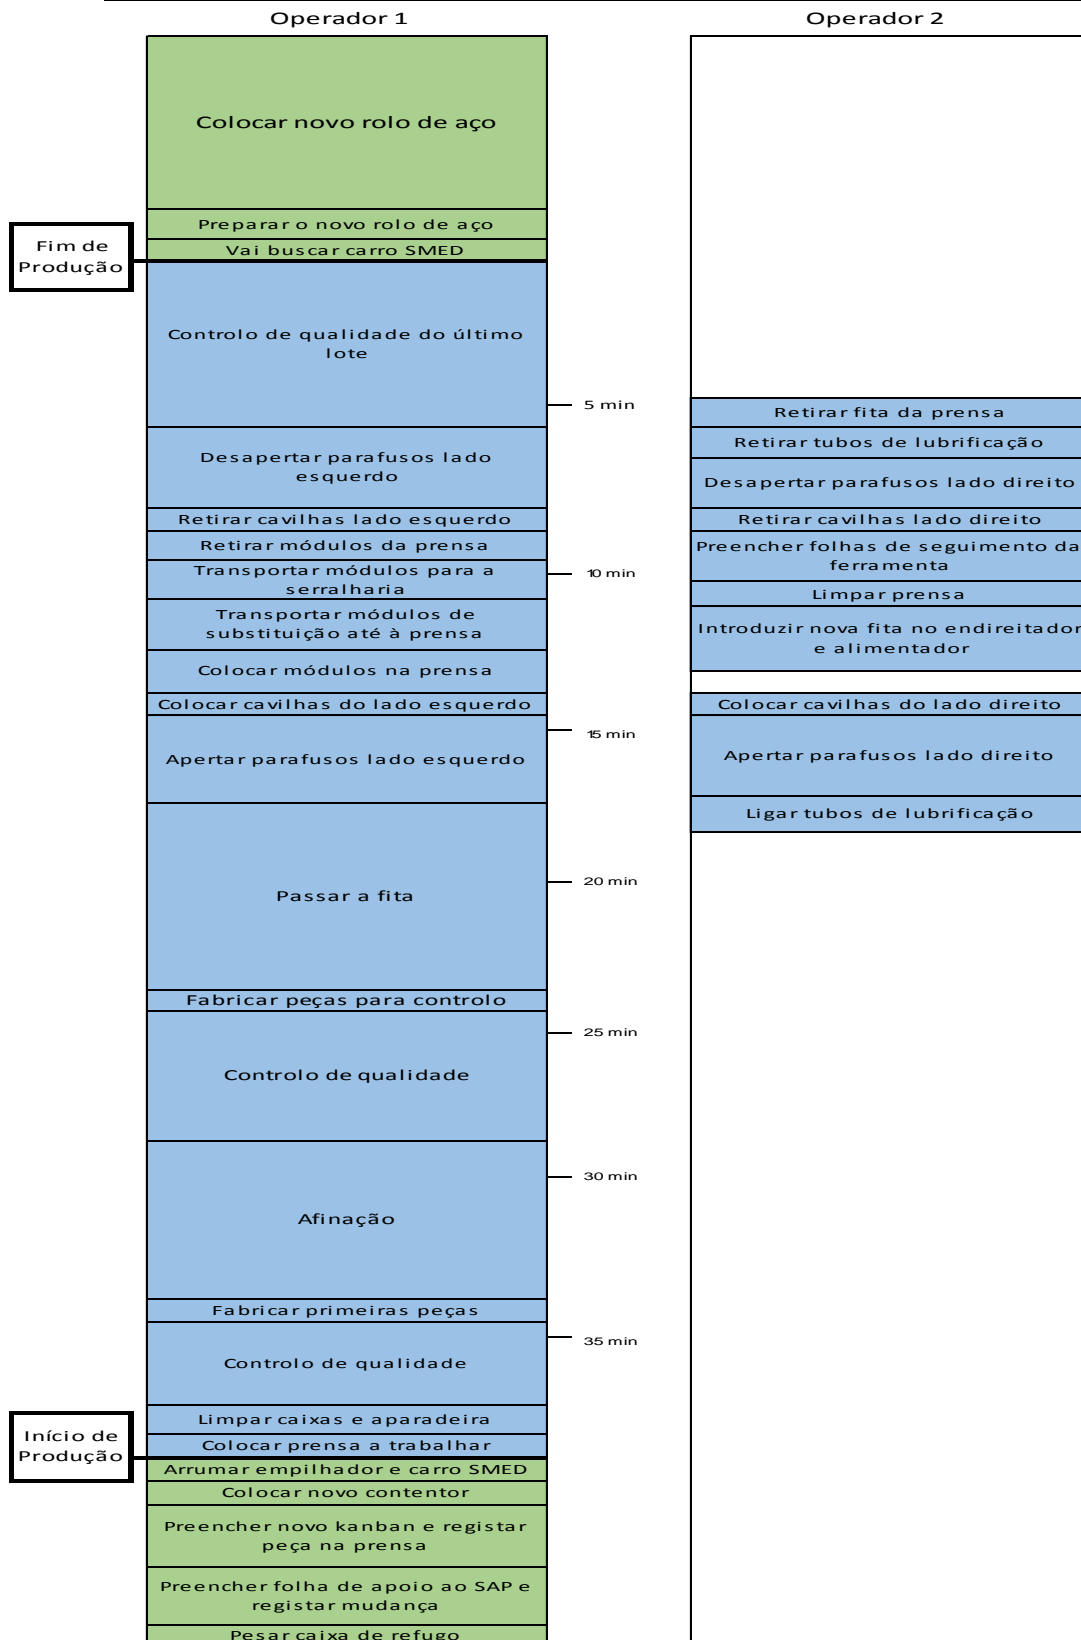 Operador 1
Operador 2
Colocar novo rolo de aço
Preparar o novo rolo de aço
Vai buscar carro SMED
Fim de
Produção
Controlo de qualidade do último
lote
5 min
Retirar fita da prensa
Retirar tubos de lubrificação
Desapertar parafusos lado
esquerdo
Desapertar parafusos lado direito
Retirar cavilhas lado esquerdo
Retirar cavilhas lado direito
Retirar módulos da prensa
Preencher folhas de seguimento da
ferramenta
Transportar módulos para a
serralharia
10 min
Limpar prensa
Transportar módulos de
substituição até à prensa
Introduzir nova fita no endireitador
e alimentador
Colocar módulos na prensa
Colocar cavilhas do lado esquerdo
Colocar cavilhas do lado direito
15 min
Apertar parafusos lado esquerdo
Apertar parafusos lado direito
Ligar tubos de lubrificação
Passar a fita
20 min
Fabricar peças para controlo
25 min
Controlo de qualidade
30 min
Afinação
Fabricar primeiras peças
35 min
Controlo de qualidade
Limpar caixas e aparadeira
Colocar prensa a trabalhar
Início de
Produção
Arrumar empilhador e carro SMED
Colocar novo contentor
Preencher novo kanban e registar
peça na prensa
Preencher folha de apoio ao SAP e
registar mudança
Pesar caixa de refugo